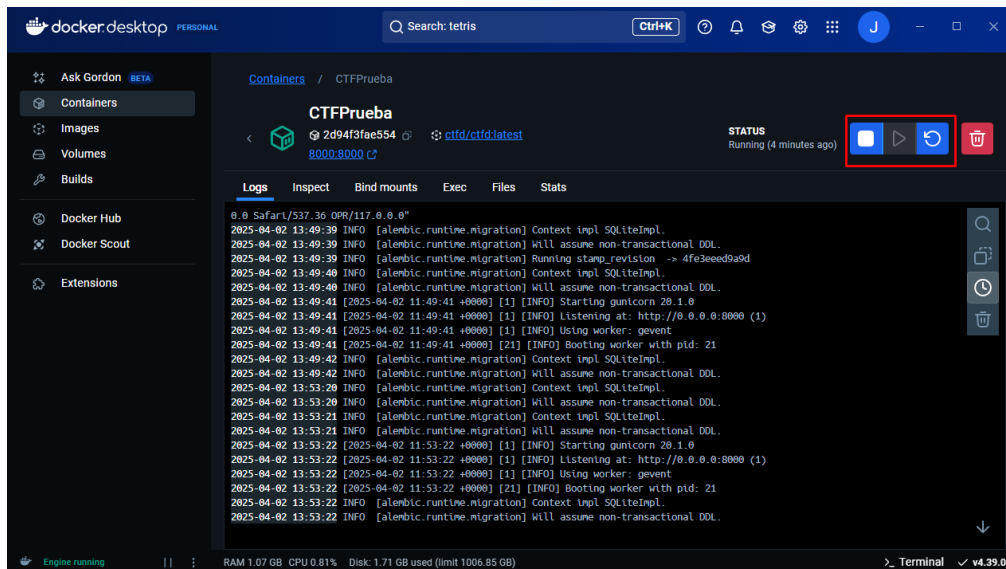 docker.desktop PERSONAL
Search: tetris
Ctrl+K
J
Ask Gordon BETA
Containers
Images
Volumes
Builds
Docker Hub
Docker Scout
Extensions
Containers / CTFPrueba
CTFPrueba
2d94f3fae554 ctfd/ctfd:latest
8000:8000
STATUS
Running (4 minutes ago)
Logs Inspect Bind mounts Exec Files Stats
0.0 Safari/537.36 OPR/117.0.0.0"
2025-04-02 13:49:39 INFO [alembic.runtime.migration] Context impl SQLiteImpl.
2025-04-02 13:49:39 INFO [alembic.runtime.migration] Will assume non-transactional DDL.
2025-04-02 13:49:39 INFO [alembic.runtime.migration] Running stamp_revision -> 4fe3eeed9a9d
2025-04-02 13:49:40 INFO [alembic.runtime.migration] Context impl SQLiteImpl.
2025-04-02 13:49:40 INFO [alembic.runtime.migration] Will assume non-transactional DDL.
2025-04-02 13:49:41 [2025-04-02 11:49:41 +0000] [1] [INFO] Starting gunicorn 20.1.0
2025-04-02 13:49:41 [2025-04-02 11:49:41 +0000] [1] [INFO] Listening at: http://0.0.0.0:8000 (1)
2025-04-02 13:49:41 [2025-04-02 11:49:41 +0000] [1] [INFO] Using worker: gevent
2025-04-02 13:49:41 [2025-04-02 11:49:41 +0000] [21] [INFO] Booting worker with pid: 21
2025-04-02 13:49:42 INFO [alembic.runtime.migration] Context impl SQLiteImpl.
2025-04-02 13:49:42 INFO [alembic.runtime.migration] Will assume non-transactional DDL.
2025-04-02 13:53:20 INFO [alembic.runtime.migration] Context impl SQLiteImpl.
2025-04-02 13:53:20 INFO [alembic.runtime.migration] Will assume non-transactional DDL.
2025-04-02 13:53:21 INFO [alembic.runtime.migration] Context impl SQLiteImpl.
2025-04-02 13:53:21 INFO [alembic.runtime.migration] Will assume non-transactional DDL.
2025-04-02 13:53:22 [2025-04-02 11:53:22 +0000] [1] [INFO] Starting gunicorn 20.1.0
2025-04-02 13:53:22 [2025-04-02 11:53:22 +0000] [1] [INFO] Listening at: http://0.0.0.0:8000 (1)
2025-04-02 13:53:22 [2025-04-02 11:53:22 +0000] [1] [INFO] Using worker: gevent
2025-04-02 13:53:22 [2025-04-02 11:53:22 +0000] [21] [INFO] Booting worker with pid: 21
2025-04-02 13:53:22 INFO [alembic.runtime.migration] Context impl SQLiteImpl.
2025-04-02 13:53:22 INFO [alembic.runtime.migration] Will assume non-transactional DDL.
Engine running RAM 1.07 GB CPU 0.81% Disk: 1.71 GB used (limit 1006.85 GB) Terminal v4.39.0